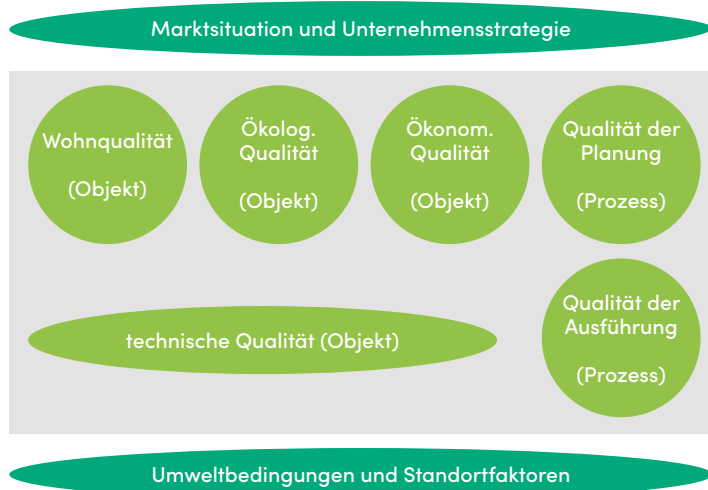 Marktsituation und Unternehmensstrategie
Wohnqualität
(Objekt)
Ökolog.
Qualität
(Objekt)
Ökonom.
Qualität
(Objekt)
Qualität der
Planung
(Prozess)
technische Qualität (Objekt)
Qualität der
Ausführung
(Prozess)
Umweltbedingungen und Standortfaktoren